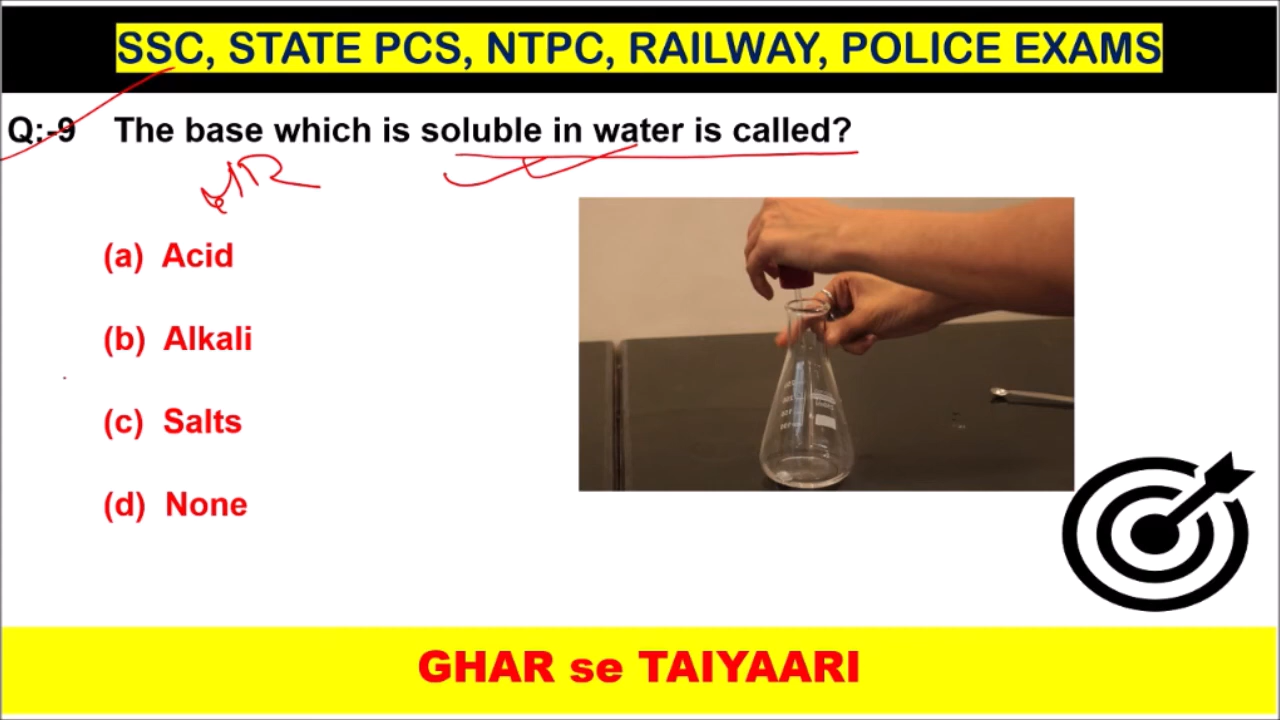 SSC, STATE PCS, NTPC, RAILWAY, POLICE EXAMS
Q:-9 The base which is soluble in water is called?
(a) Acid
(b) Alkali
(c) Salts
(d) None
GHAR se TAIYAARI